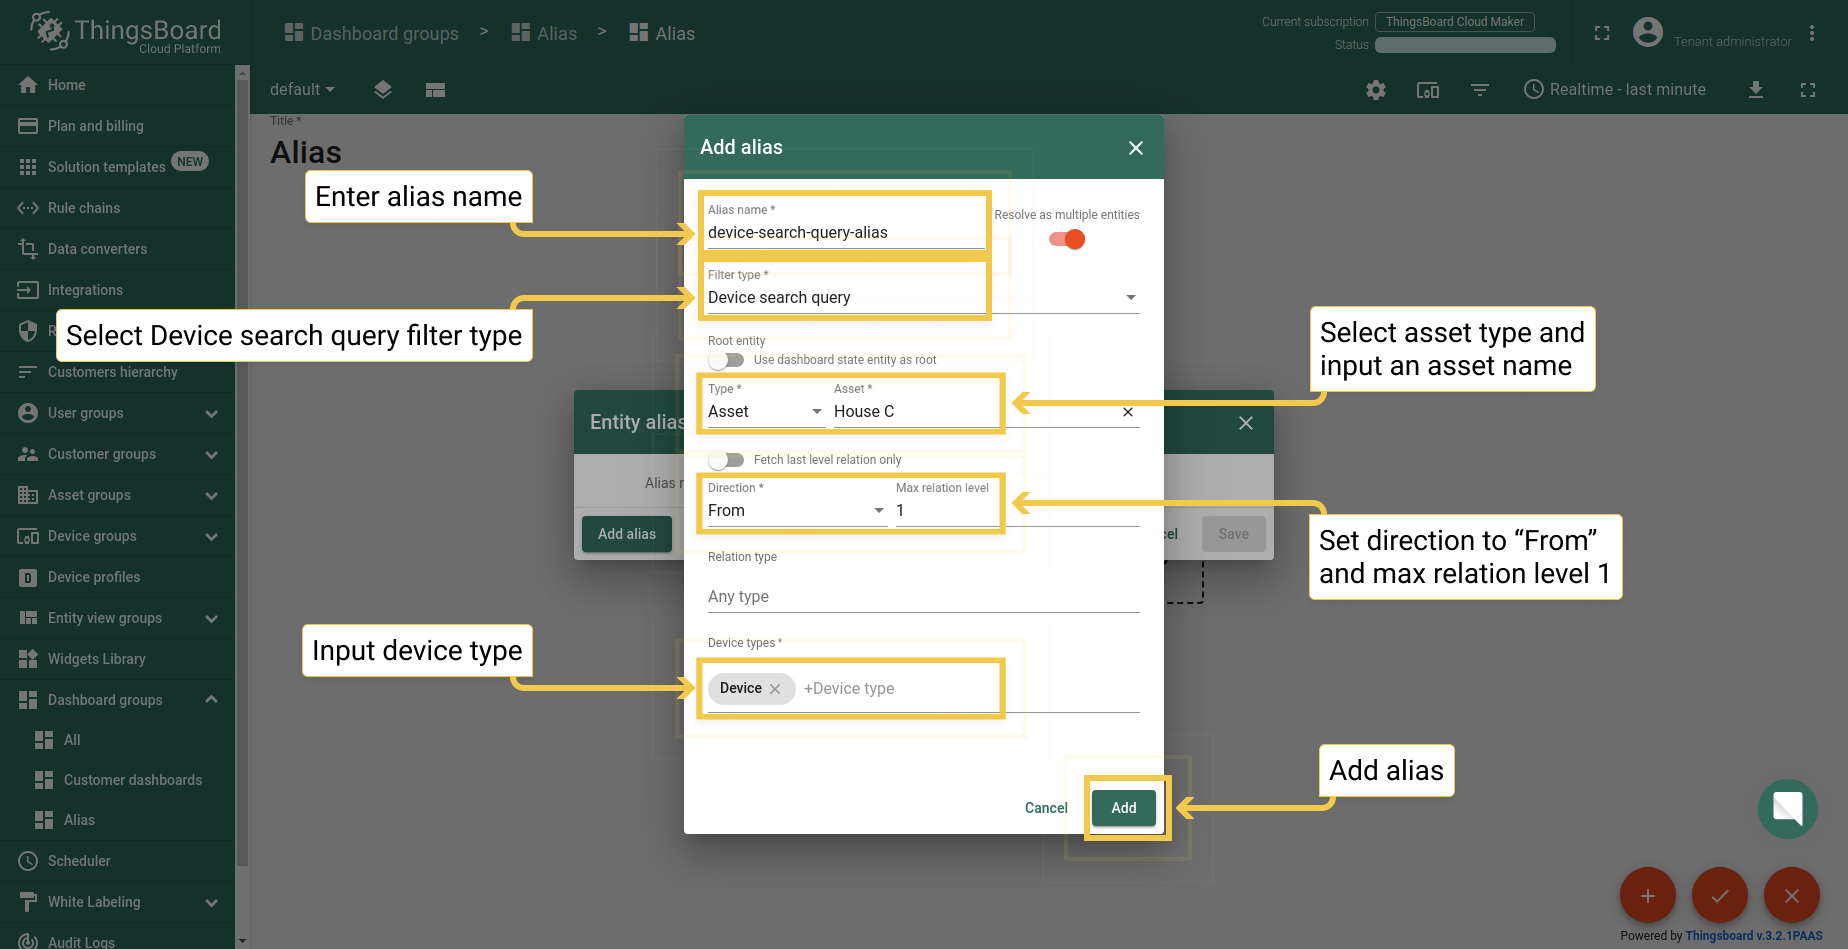 ThingsBoard
Cloud Platform
Dashboard groups > Alias > Alias
Current subscription ThingsBoard Cloud Maker
Status
Tenant administrator
default
Realtime - last minute
Home
Plan and billing
Solution templates NEW
Rule chains
Data converters
Integrations
R
Customers hierarchy
User groups
Customer groups
Asset groups
Device groups
Device profiles
Entity view groups
Widgets Library
Dashboard groups
All
Customer dashboards
Alias
Scheduler
White Labeling
Audit Logs
Title *
Alias
Enter alias name
Select Device search query filter type
Input device type
Entity alias
Alias n
Add alias
cel
Save
Add alias
Alias name *
device-search-query-alias
Resolve as multiple entities
Filter type *
Device search query
Root entity
Use dashboard state entity as root
Type *
Asset *
Asset
House C
Fetch last level relation only
Direction *
Max relation level
From
1
Relation type
Any type
Device types *
Device
+Device type
Cancel
Add
Select asset type and
input an asset name
Set direction to “From”
and max relation level 1
Add alias
Powered by Thingsboard v.3.2.1PAAS